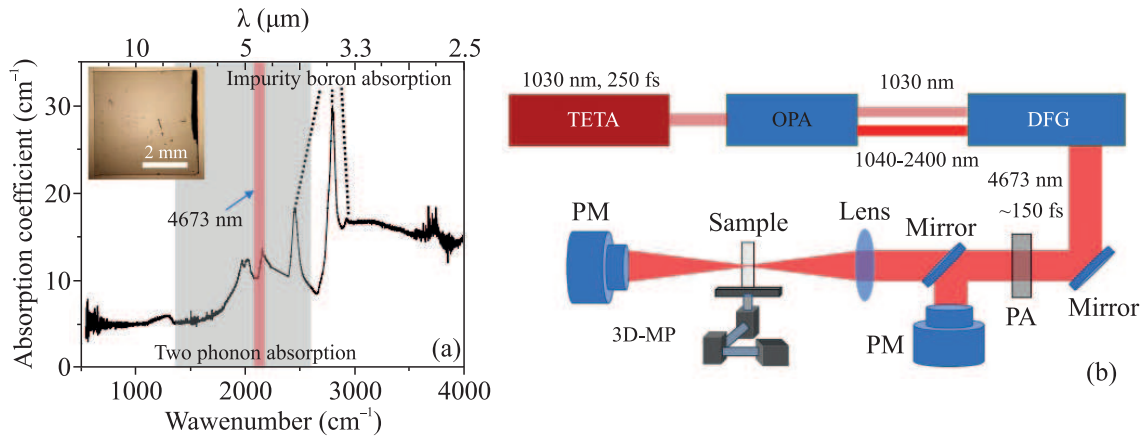 λ (μm)
10 5 3.3 2.5
Absorption coefficient (cm⁻¹)
30
20
10
0
Impurity boron absorption
2 mm
4673 nm
Two phonon absorption
(a)
1000 2000 3000 4000
Wawenumber (cm⁻¹)
1030 nm, 250 fs
1030 nm
TETA
OPA
DFG
1040-2400 nm
4673 nm
~150 fs
PM
Sample
Lens
Mirror
3D-MP
PM
PA
Mirror
(b)